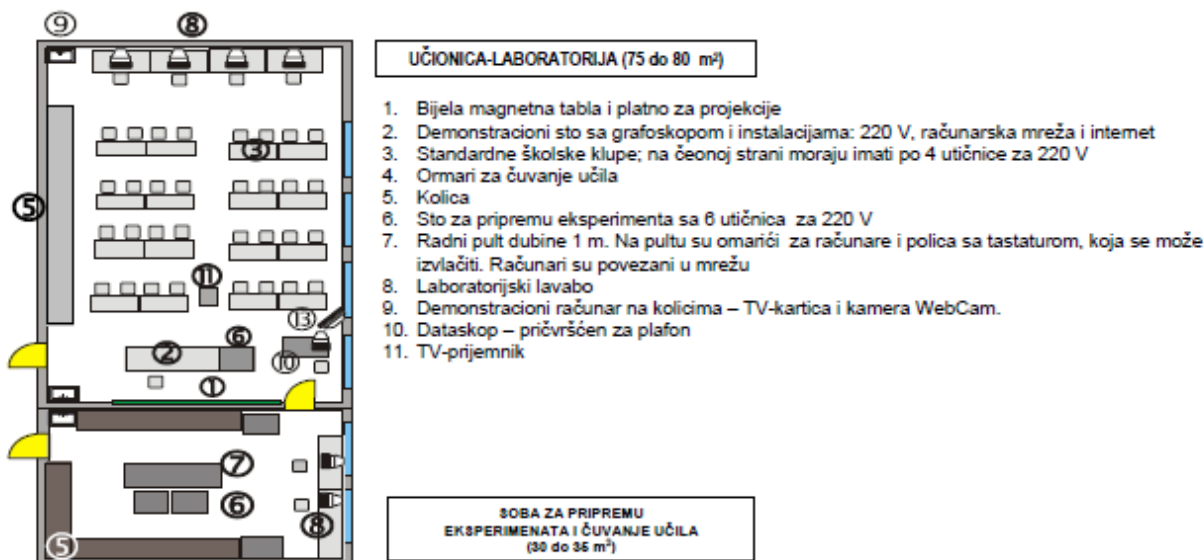 ⑨
⑧
UČIONICA-LABORATORIJA (75 do 80 m²)
1. Bijela magnetna tabla i platno za projekcije
2. Demonstracioni sto sa grafoskopom i instalacijama: 220 V, računarska mreža i internet
3. Standardne školske klupe; na čeonoj strani moraju imati po 4 utičnice za 220 V
4. Ormari za čuvanje učila
5. Kolica
6. Sto za pripremu eksperimenta sa 6 utičnica za 220 V
7. Radni pult dubine 1 m. Na pultu su omarići za računare i polica sa tastaturom, koja se može
izvlačiti. Računari su povezani u mrežu
8. Laboratorijski lavabo
9. Demonstracioni računar na kolicima – TV-kartica i kamera WebCam.
10. Dataskop – pričvršćen za plafon
11. TV-prijemnik
③
⑤
⑪
⑬
② ⑥ ⑩
①
⑦
⑥
⑧
⑤
SOBA ZA PRIPREMU
EKSPERIMENATA I ČUVANJE UČILA
(30 do 35 m²)